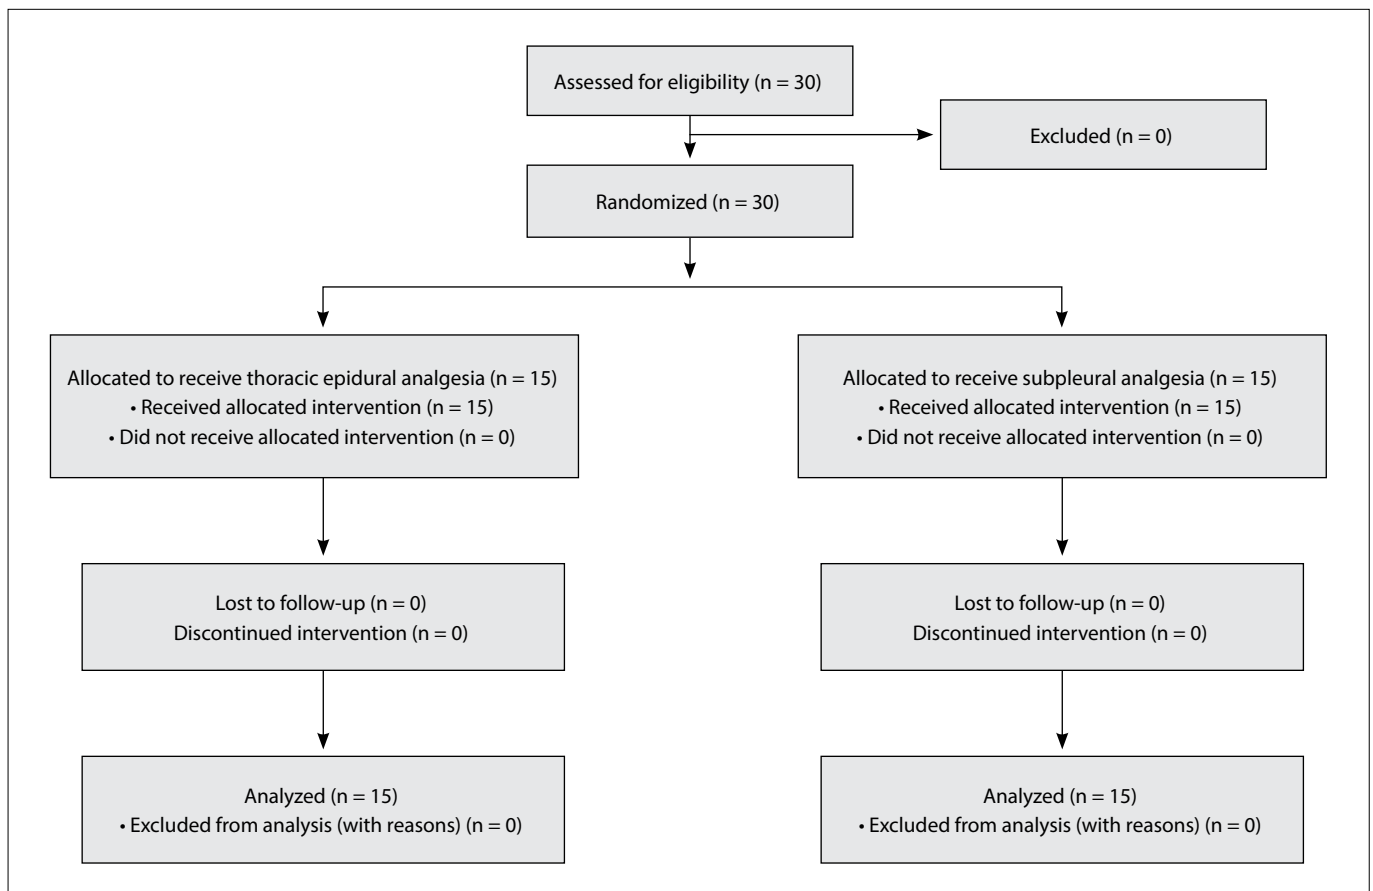 Assessed for eligibility (n = 30)
Excluded (n = 0)
Randomized (n = 30)
Allocated to receive thoracic epidural analgesia (n = 15)
• Received allocated intervention (n = 15)
• Did not receive allocated intervention (n = 0)
Allocated to receive subpleural analgesia (n = 15)
• Received allocated intervention (n = 15)
• Did not receive allocated intervention (n = 0)
Lost to follow-up (n = 0)
Discontinued intervention (n = 0)
Lost to follow-up (n = 0)
Discontinued intervention (n = 0)
Analyzed (n = 15)
• Excluded from analysis (with reasons) (n = 0)
Analyzed (n = 15)
• Excluded from analysis (with reasons) (n = 0)